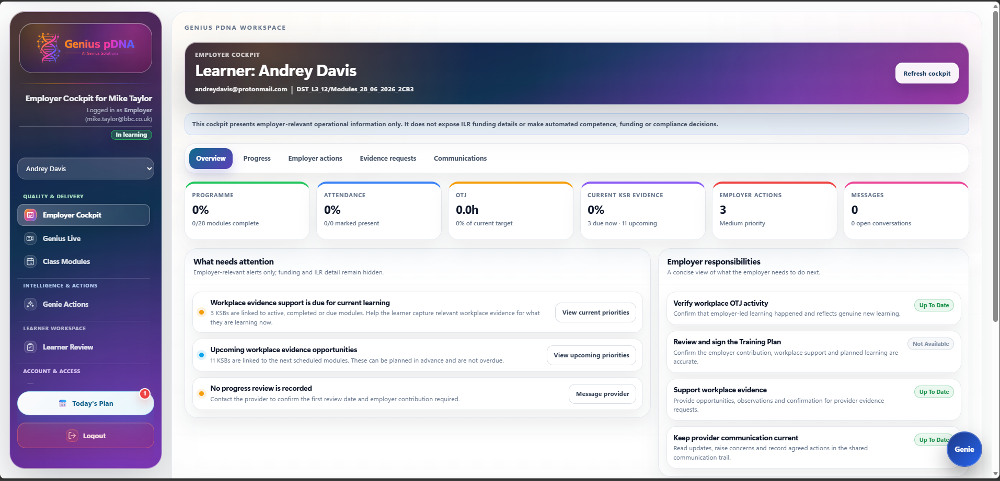 Genius pDNA
AI Genius Solutions
Employer Cockpit for Mike Taylor
Logged in as Employer
(mike.taylor@bbc.co.uk)
In learning
Andrey Davis
QUALITY & DELIVERY
Employer Cockpit
Genius Live
Class Modules
INTELLIGENCE & ACTIONS
Genie Actions
LEARNER WORKSPACE
Learner Review
ACCOUNT & ACCESS
Today's Plan
1
Logout
GENIUS PDNA WORKSPACE
EMPLOYER COCKPIT
Learner: Andrey Davis
andreydavis@protonmail.com | DST_L3_12/Modules_28_06_2026_2CB3
Refresh cockpit
This cockpit presents employer-relevant operational information only. It does not expose ILR funding details or make automated competence, funding or compliance decisions.
Overview Progress Employer actions Evidence requests Communications
PROGRAMME
0%
0/28 modules complete
ATTENDANCE
0%
0/0 marked present
OTJ
0.0h
0% of current target
CURRENT KSB EVIDENCE
0%
3 due now · 11 upcoming
EMPLOYER ACTIONS
3
Medium priority
MESSAGES
0
0 open conversations
What needs attention
Employer-relevant alerts only; funding and ILR detail remain hidden.
Workplace evidence support is due for current learning
3 KSBs are linked to active, completed or due modules. Help the learner capture relevant workplace evidence for what
they are learning now.
View current priorities
Upcoming workplace evidence opportunities
11 KSBs are linked to the next scheduled modules. These can be planned in advance and are not overdue.
View upcoming priorities
No progress review is recorded
Contact the provider to confirm the first review date and employer contribution required.
Message provider
Employer responsibilities
A concise view of what the employer needs to do next.
Verify workplace OTJ activity
Confirm that employer-led learning happened and reflects genuine new learning.
Up To Date
Review and sign the Training Plan
Confirm the employer contribution, workplace support and planned learning are
accurate.
Not Available
Support workplace evidence
Provide opportunities, observations and confirmation for provider evidence
requests.
Up To Date
Keep provider communication current
Read updates, raise concerns and record agreed actions in the shared
communication trail.
Up To Date
Genie